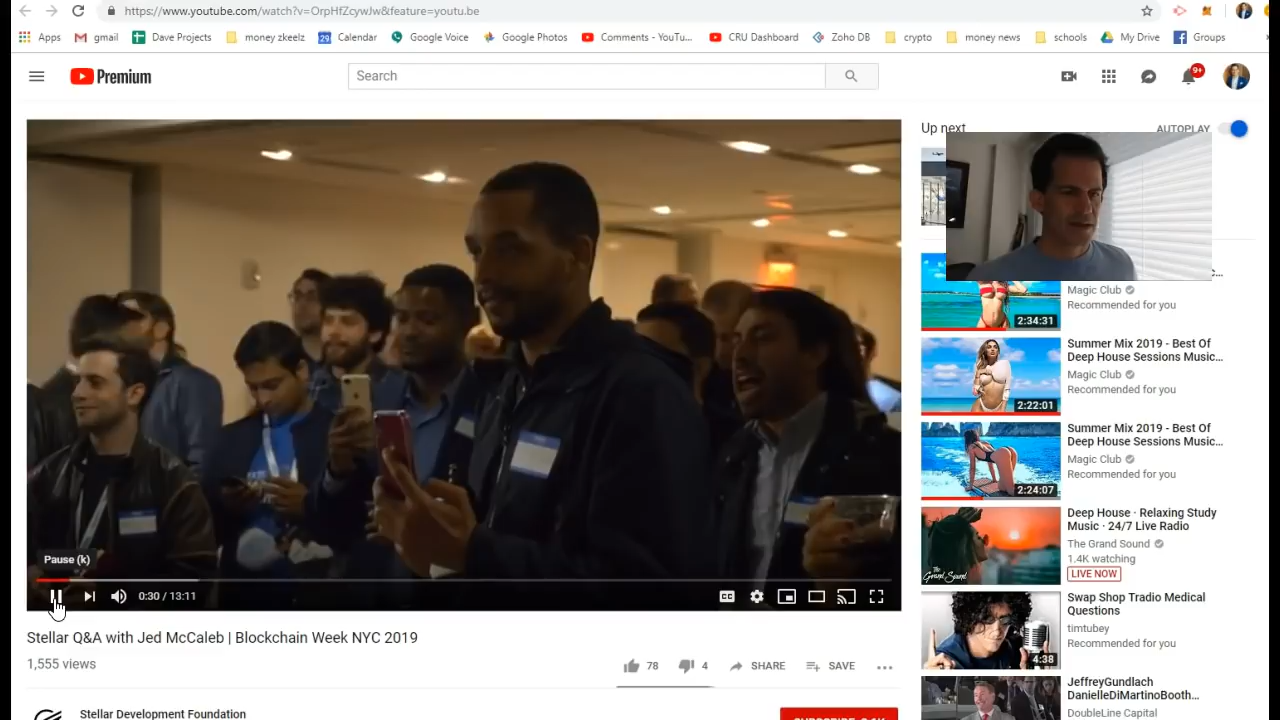 https://www.youtube.com/watch?v=OrpHfZcywJw&feature=youtu.be
Apps gmail Dave Projects money zkeelz Calendar Google Voice Google Photos Comments - YouTu... CRU Dashboard Zoho DB crypto money news schools My Drive Groups
Premium
Search
9+
Up next
AUTOPLAY
Magic Club
Recommended for you
2:34:31
Summer Mix 2019 - Best Of
Deep House Sessions Music...
Magic Club
Recommended for you
2:22:01
Summer Mix 2019 - Best Of
Deep House Sessions Music...
Magic Club
Recommended for you
2:24:07
Deep House · Relaxing Study
Music · 24/7 Live Radio
The Grand Sound
1.4K watching
LIVE NOW
The Grand Sound
Swap Shop Tradio Medical
Questions
timtubey
Recommended for you
4:38
JeffreyGundlach
DanielleDiMartinoBooth...
DoubleLine Capital
Pause (k)
0:30 / 13:11
CC
Stellar Q&A with Jed McCaleb | Blockchain Week NYC 2019
1,555 views
78 4 SHARE SAVE
Stellar Development Foundation